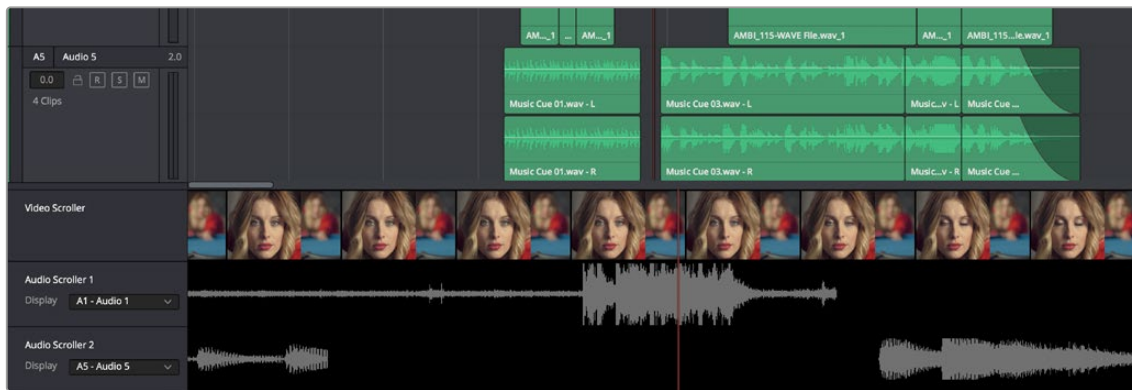 AM..._1 ... AM..._1 AMBI_115-WAVE FIle.wav_1 AM..._1 AMBI_115...le.wav_1
A5 Audio 5 2.0
0.0 R S M
4 Clips
Music Cue 01.wav - L Music Cue 03.wav - L Music...v - L Music Cue ...
Music Cue 01.wav - R Music Cue 03.wav - R Music...v - R Music Cue ...
Video Scroller
Audio Scroller 1
Display A1 - Audio 1
Audio Scroller 2
Display A5 - Audio 5